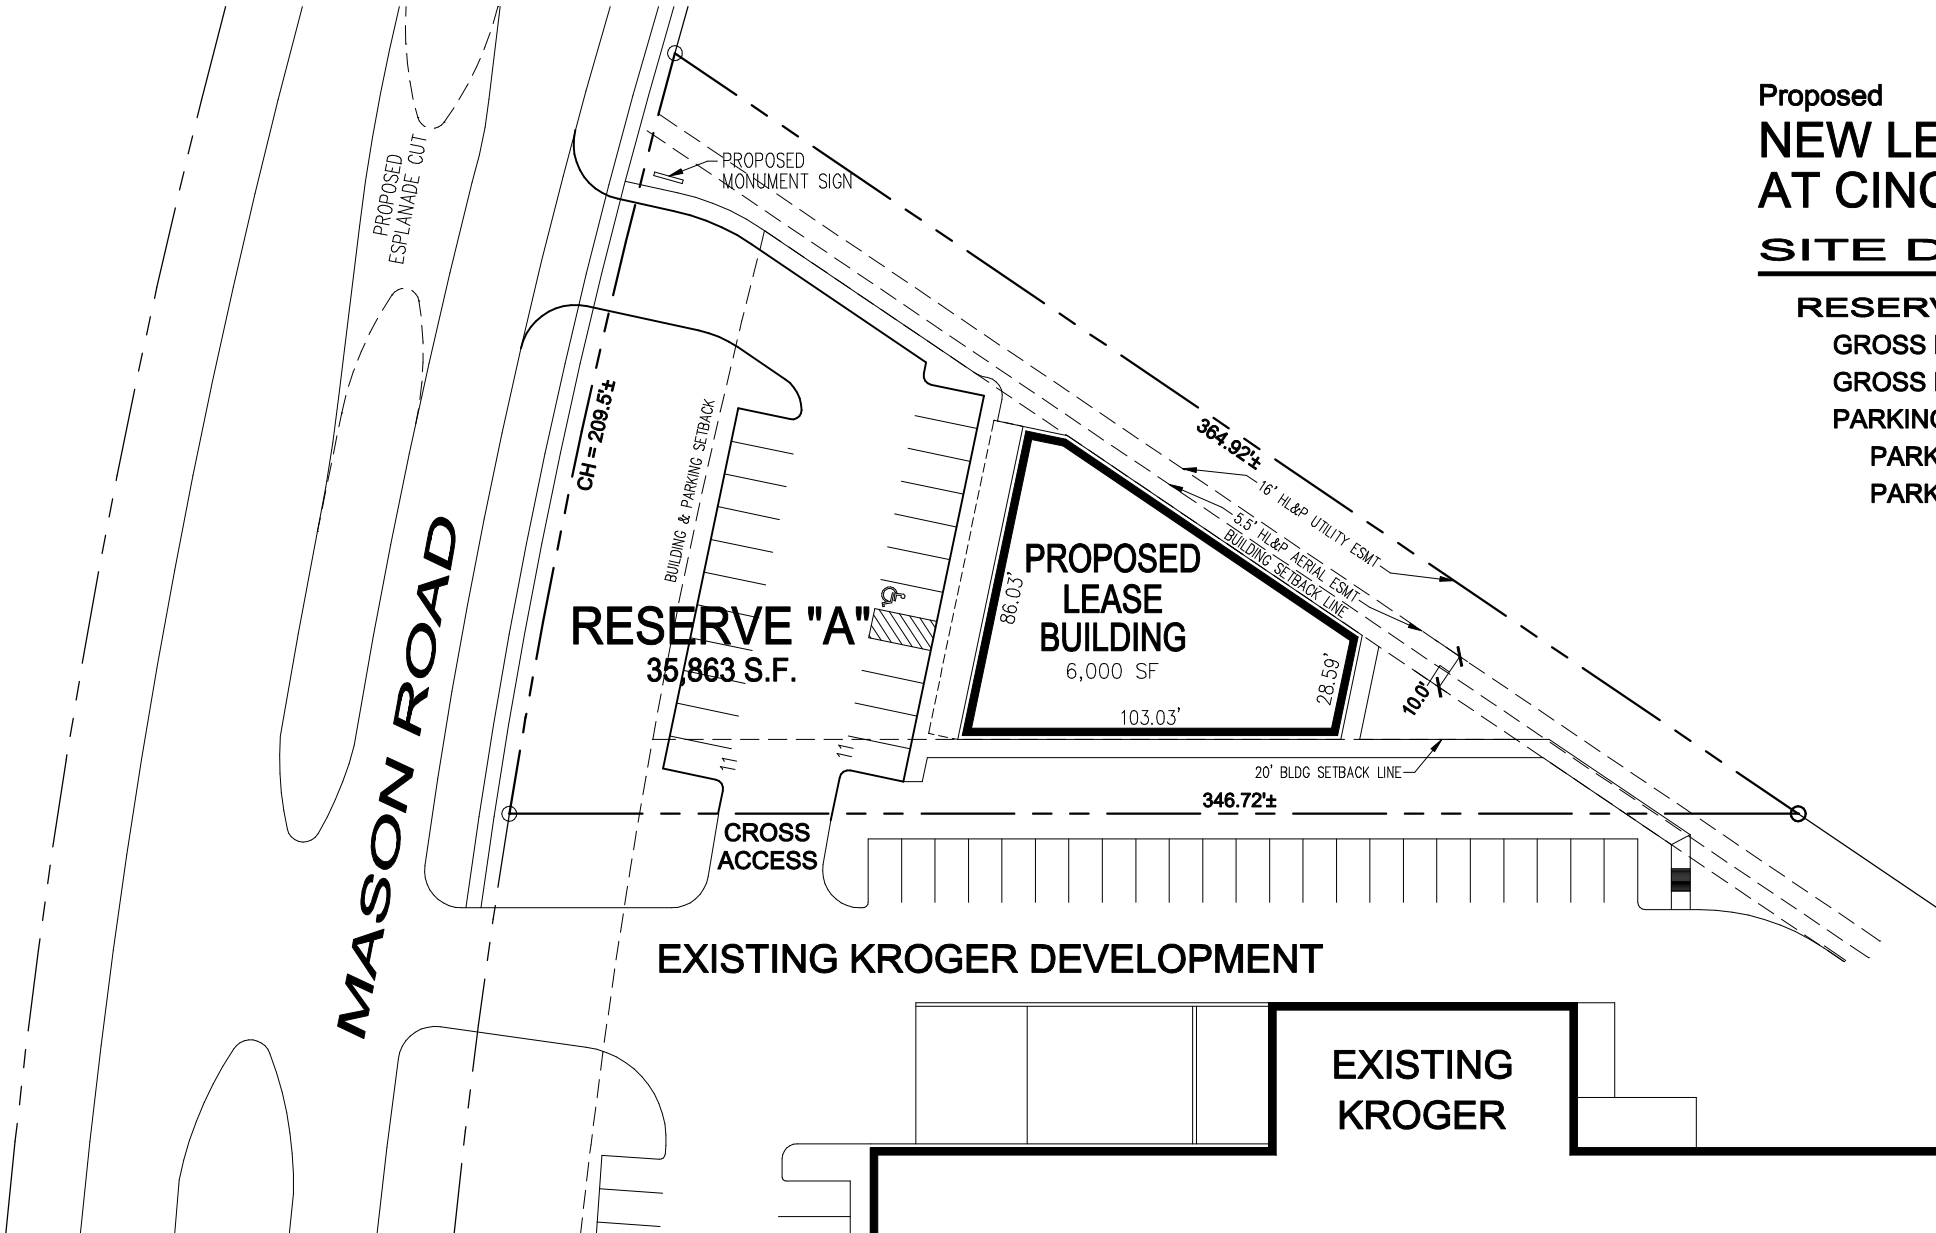 Proposed
NEW LE
AT CINC
SITE D
RESERV
GROSS
GROSS
PARKING
PARK
PARK
PROPOSED
ESPLANADE CUT
PROPOSED
MONUMENT SIGN
CH = 209.5'±
BUILDING & PARKING SETBACK
364.92'±
16' HL&P UTILITY ESMT
5.5' HL&P AERIAL ESMT
BUILDING SETBACK LINE
PROPOSED
LEASE
BUILDING
6,000 SF
86.03'
28.59'
103.03'
10.0'
RESERVE "A"
35,863 S.F.
MASON ROAD
11
11
20' BLDG SETBACK LINE
346.72'±
CROSS
ACCESS
EXISTING KROGER DEVELOPMENT
EXISTING
KROGER